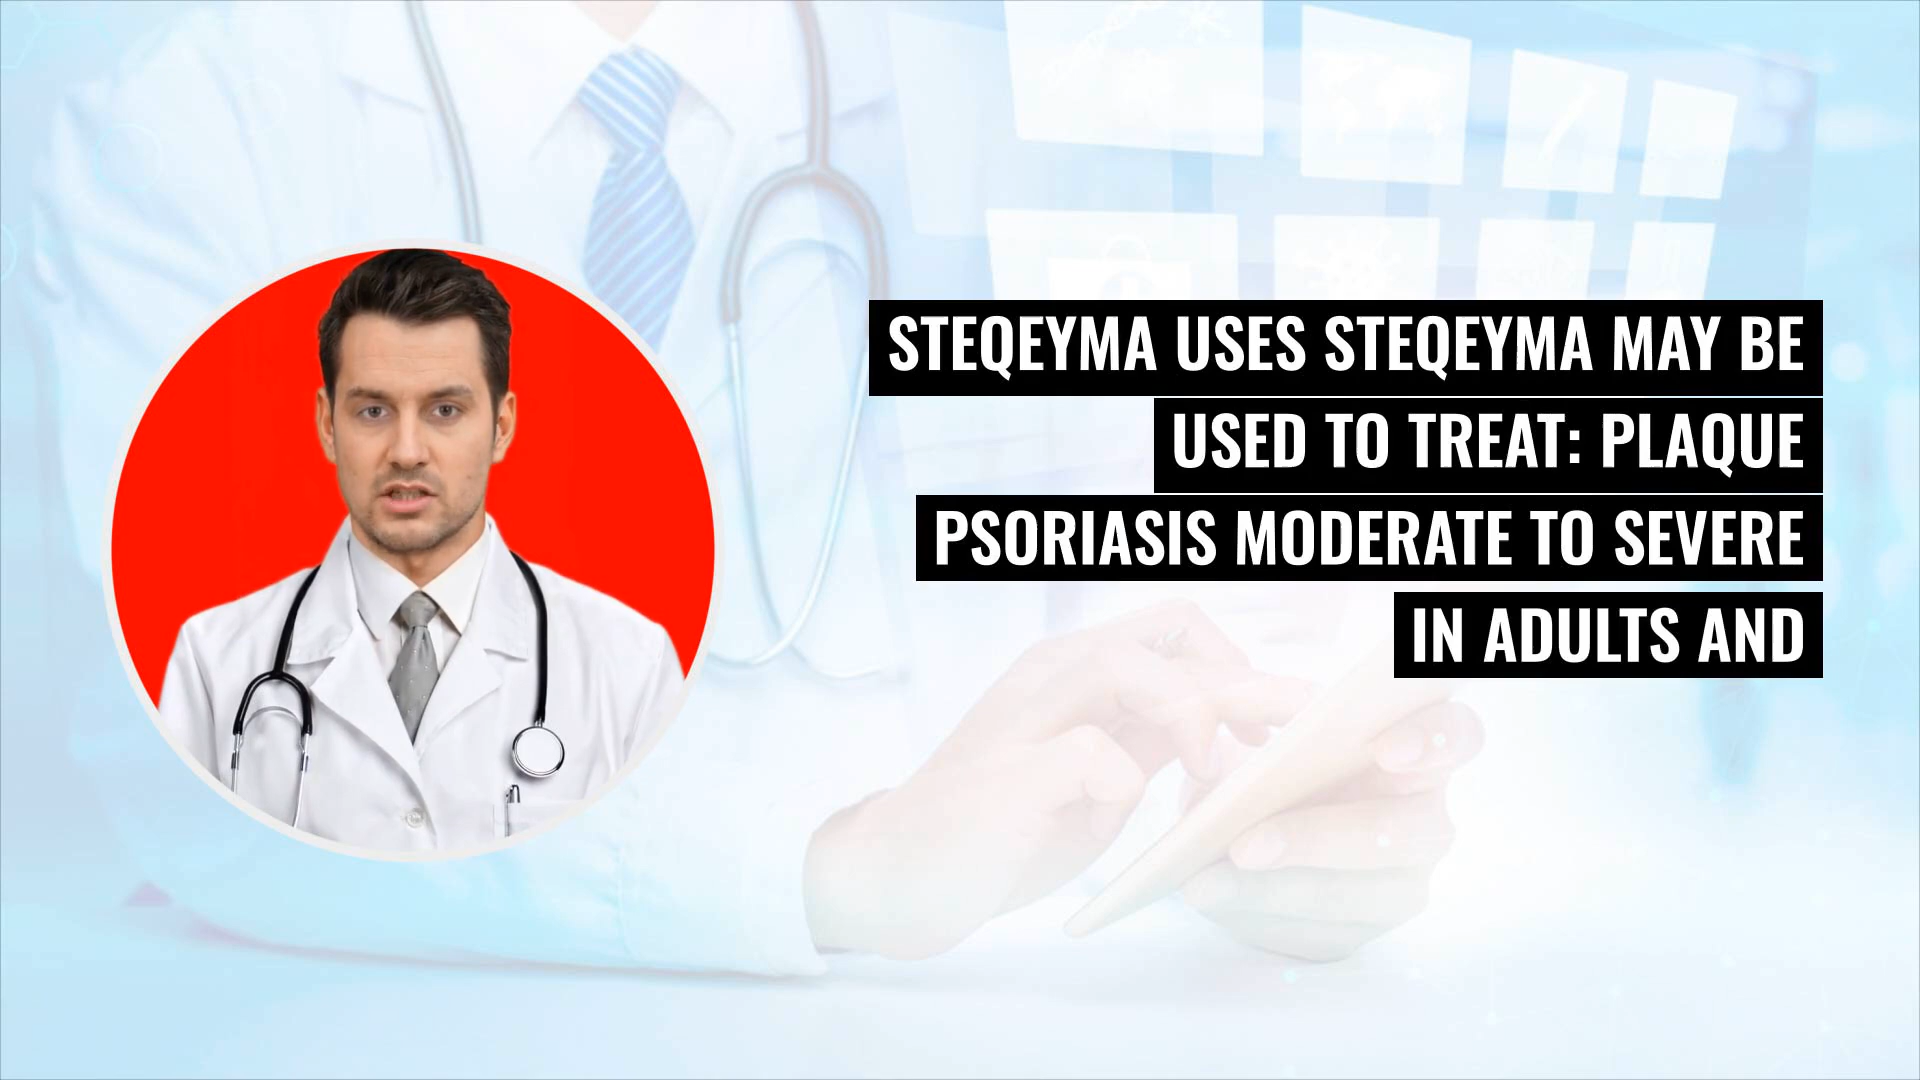 STEQEYMA USES STEQEYMA MAY BE
USED TO TREAT: PLAQUE
PSORIASIS MODERATE TO SEVERE
IN ADULTS AND